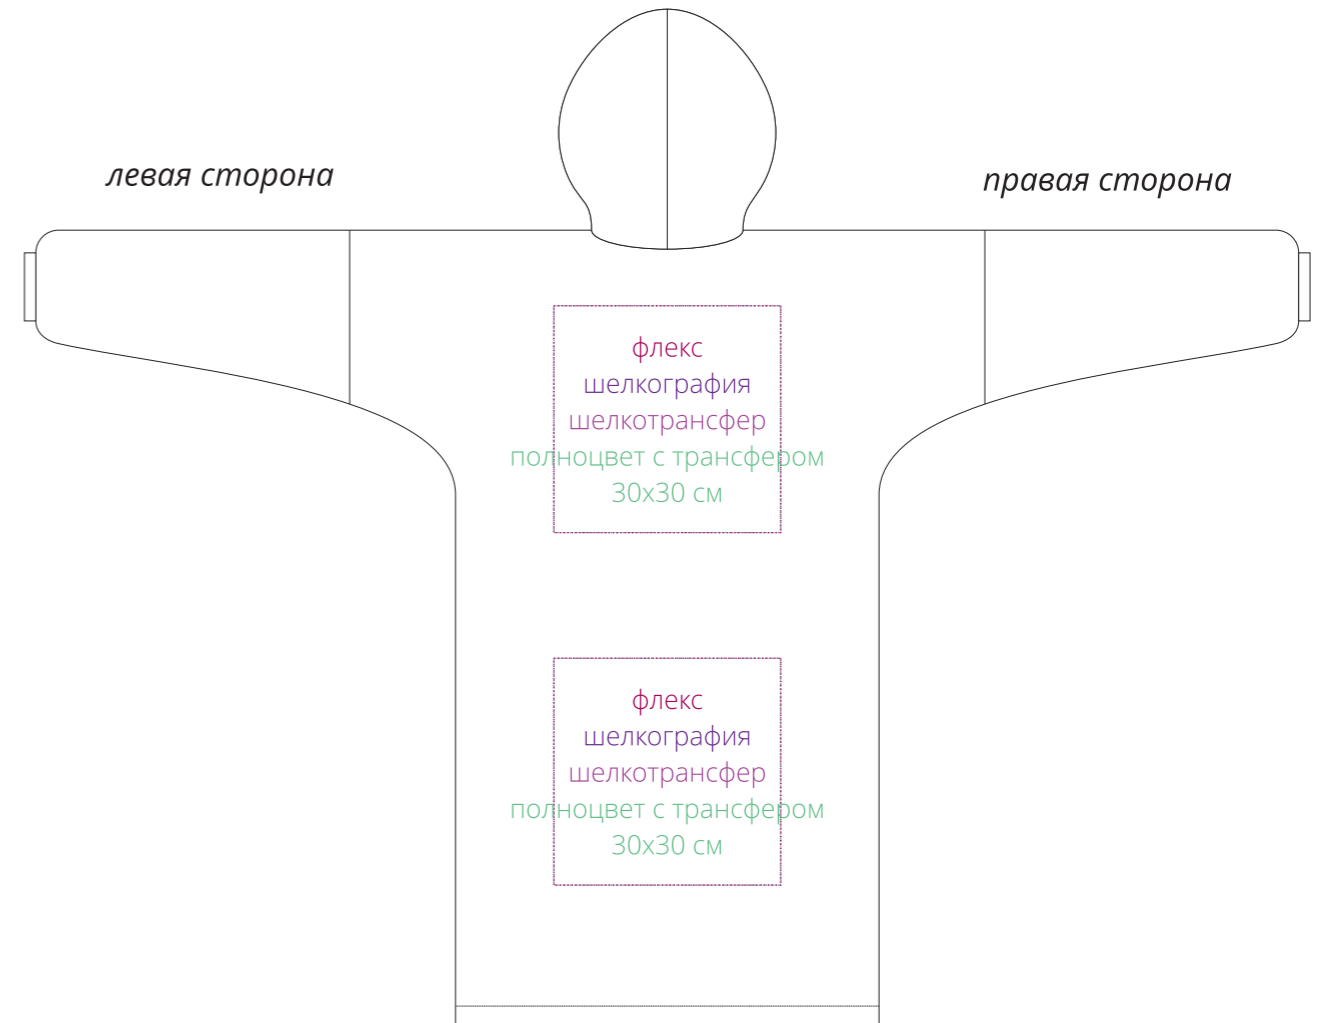 левая сторона
правая сторона
флекс
шелкография
шелкотрансфер
полноцвет с трансфером
30х30 см
флекс
шелкография
шелкотрансфер
полноцвет с трансфером
30х30 см